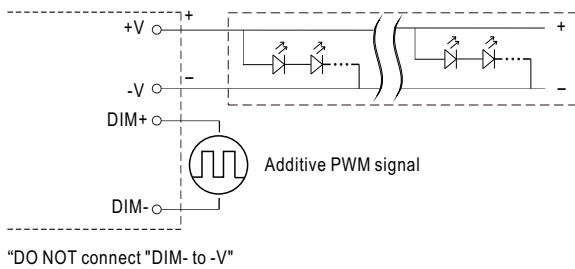 +V
+
+
-V
−
−
DIM+
Additive PWM signal
DIM-
“DO NOT connect "DIM- to -V"